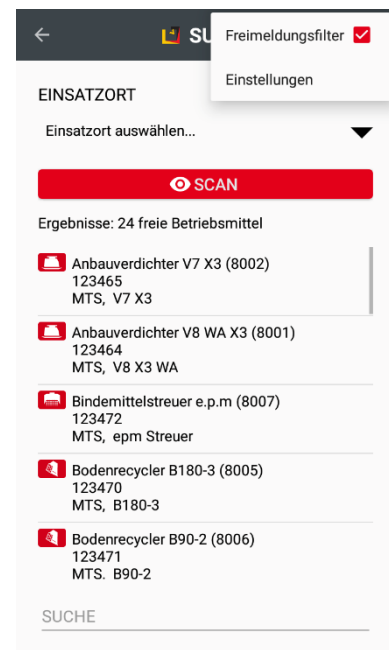 SU
Freimeldungsfilter
Einstellungen
EINSATZORT
Einsatzort auswählen...
SCAN
Ergebnisse: 24 freie Betriebsmittel
Anbauverdichter V7 X3 (8002)
123465
MTS, V7 X3
Anbauverdichter V8 WA X3 (8001)
123464
MTS, V8 X3 WA
Bindemittelstreuer e.p.m (8007)
123472
MTS, epm Streuer
Bodenrecycler B180-3 (8005)
123470
MTS, B180-3
Bodenrecycler B90-2 (8006)
123471
MTS. B90-2
SUCHE